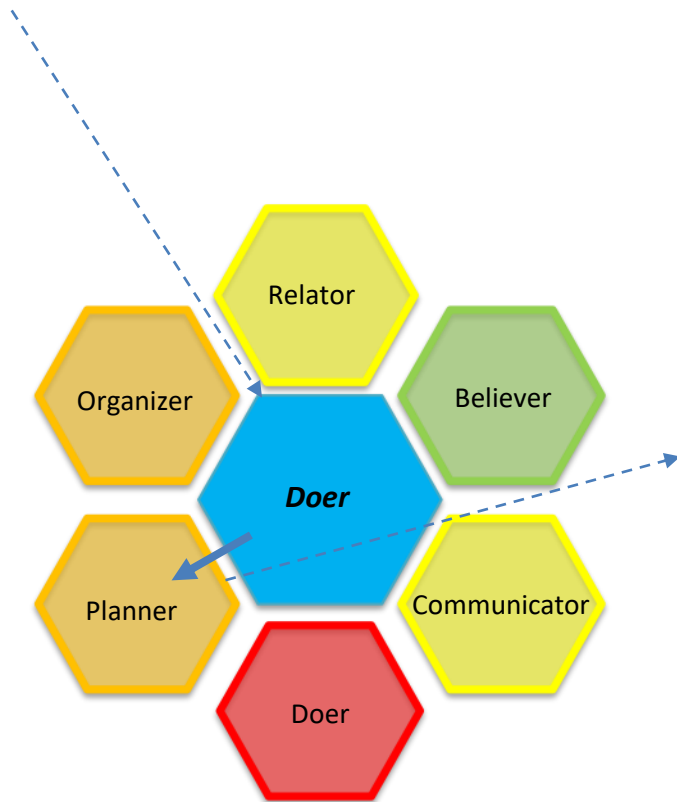 Relator
Organizer
Believer
Doer
Planner
Communicator
Doer